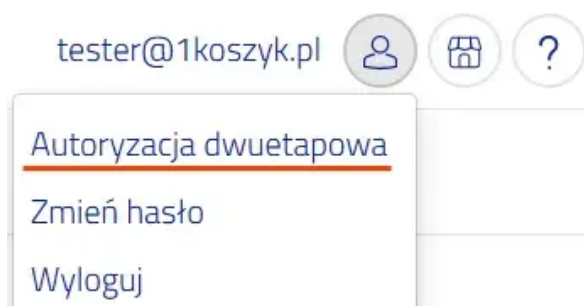 tester@1koszyk.pl ?
Autoryzacja dwuetapowa
Zmień hasło
Wyloguj